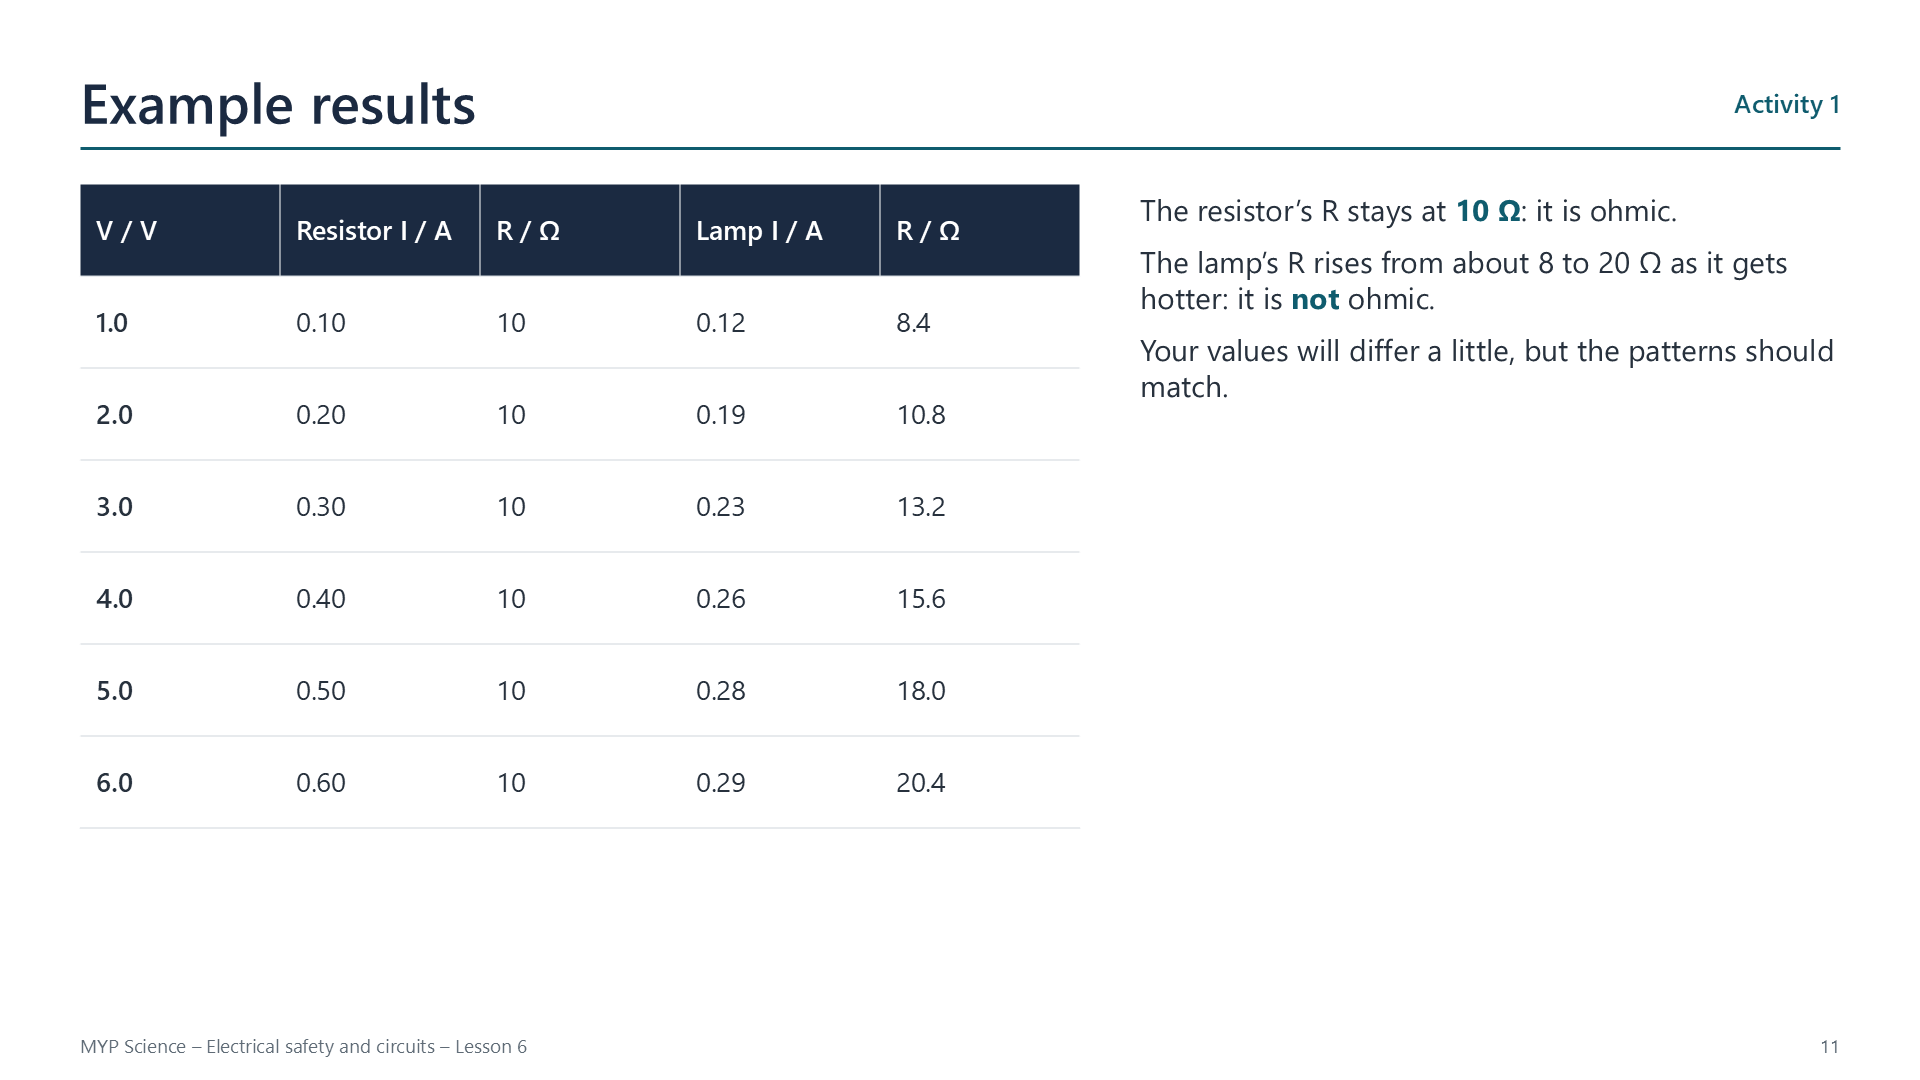 Example results
Activity 1
V / V Resistor I / A R / Ω Lamp I / A R / Ω
1.0 0.10 10 0.12 8.4
2.0 0.20 10 0.19 10.8
3.0 0.30 10 0.23 13.2
4.0 0.40 10 0.26 15.6
5.0 0.50 10 0.28 18.0
6.0 0.60 10 0.29 20.4
The resistor’s R stays at 10 Ω: it is ohmic.
The lamp’s R rises from about 8 to 20 Ω as it gets
hotter: it is not ohmic.
Your values will differ a little, but the patterns should
match.
MYP Science – Electrical safety and circuits – Lesson 6
11